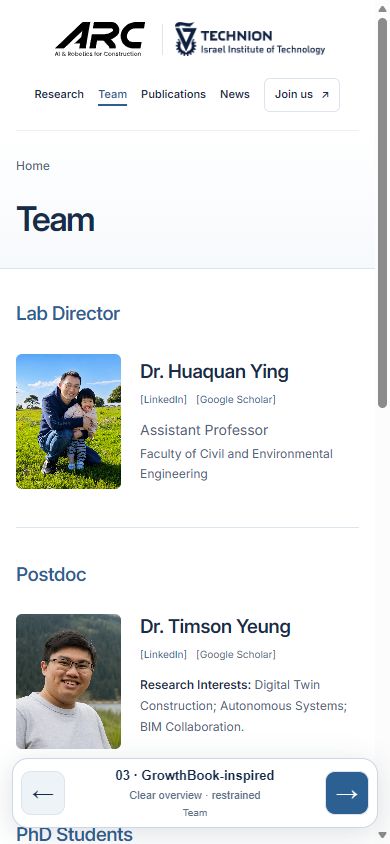 ARC
AI & Robotics for Construction
TECHNION
Israel Institute of Technology
Research Team Publications News Join us ↗
Home
Team
Lab Director
Dr. Huaquan Ying
[LinkedIn] [Google Scholar]
Assistant Professor
Faculty of Civil and Environmental
Engineering
Postdoc
Dr. Timson Yeung
[LinkedIn] [Google Scholar]
Research Interests: Digital Twin
Construction; Autonomous Systems;
BIM Collaboration.
← 03 · GrowthBook-inspired →
Clear overview · restrained
Team
PhD Students